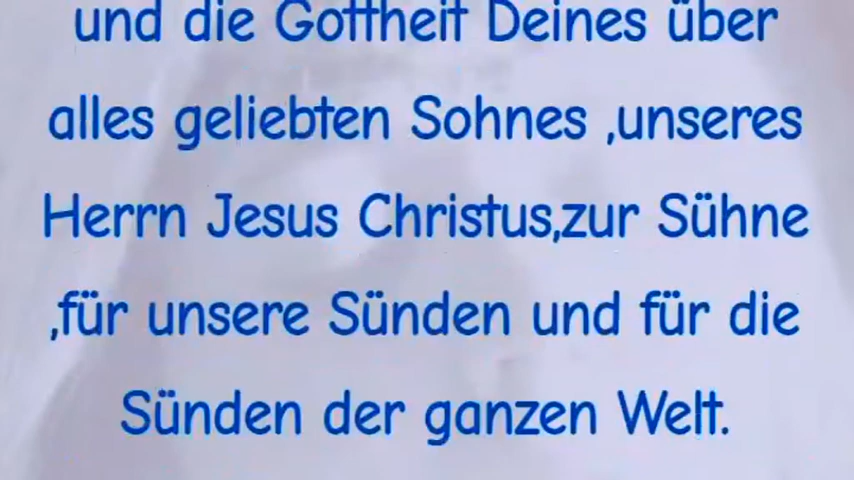 und die Gottheit Deines über
alles geliebten Sohnes ,unseres
Herrn Jesus Christus,zur Sühne
,für unsere Sünden und für die
Sünden der ganzen Welt.